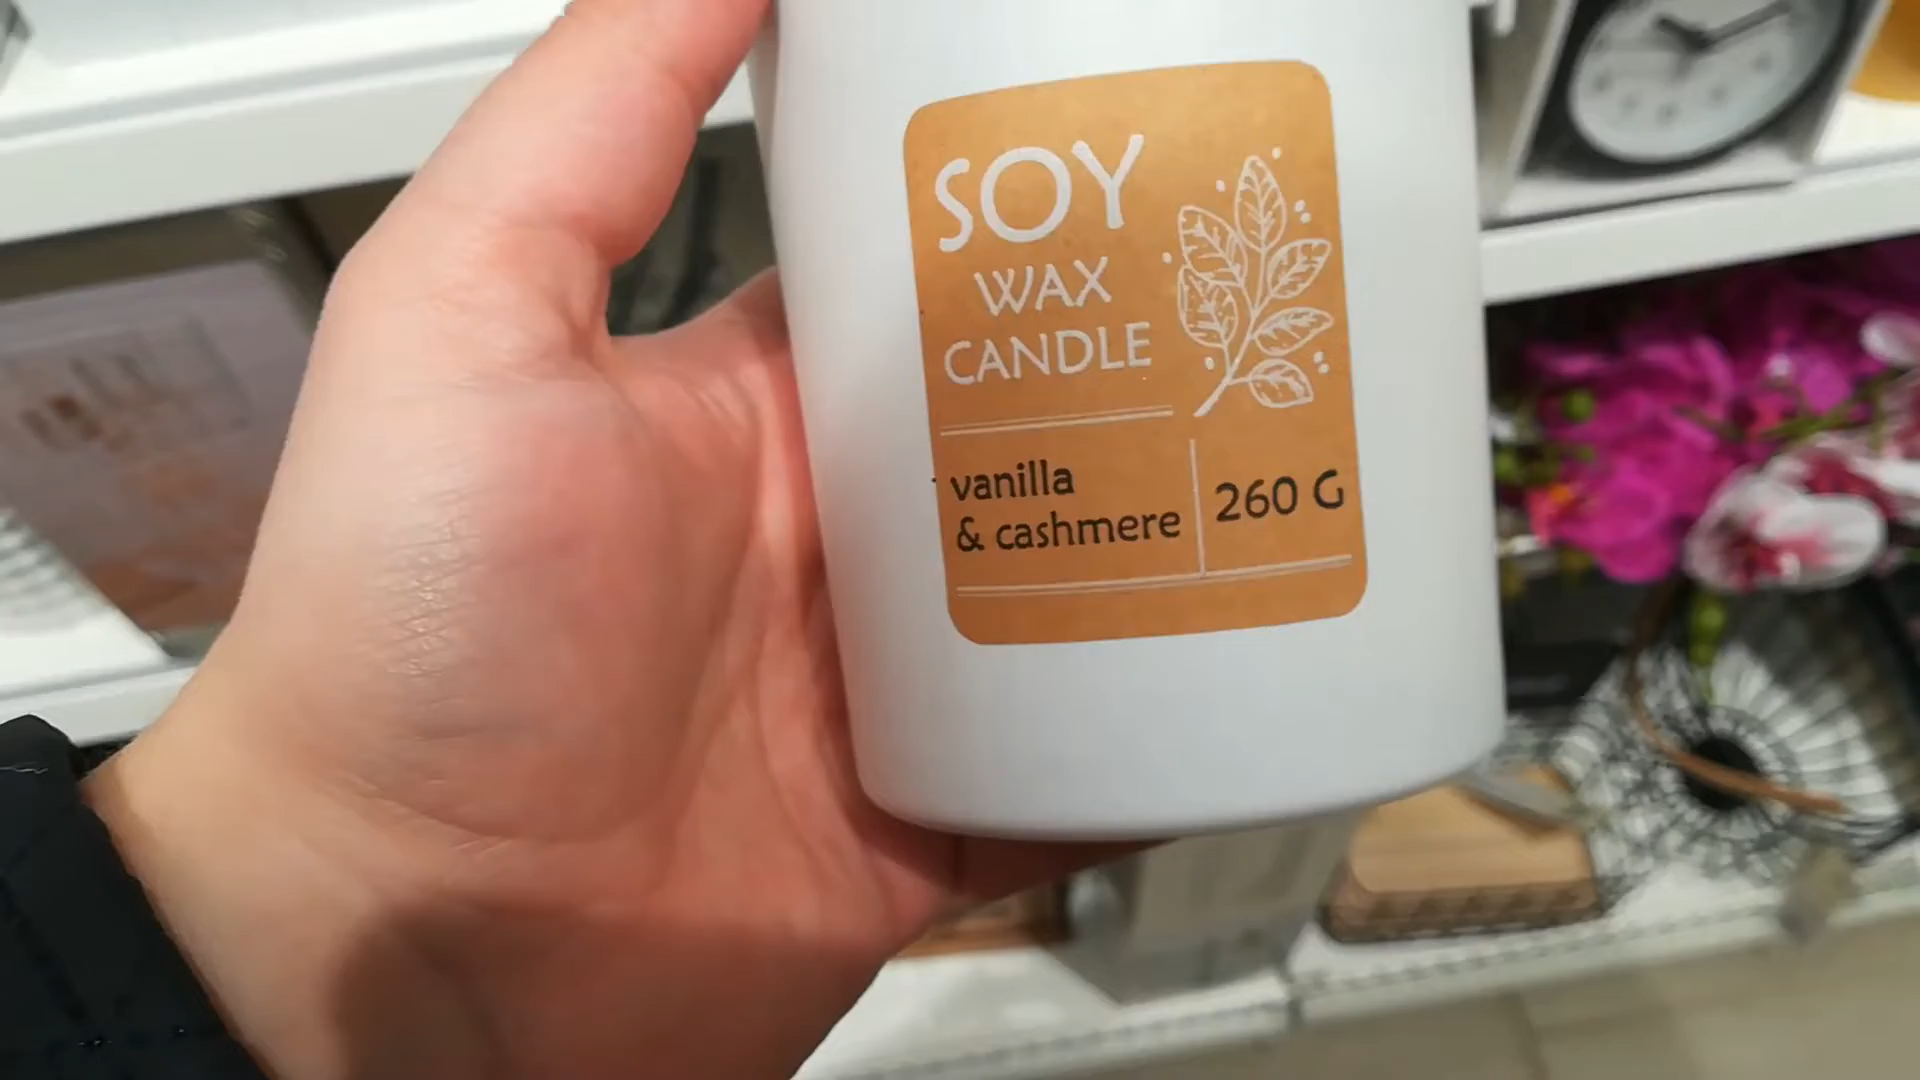 SOY
WAX
CANDLE
vanilla
& cashmere
260 G